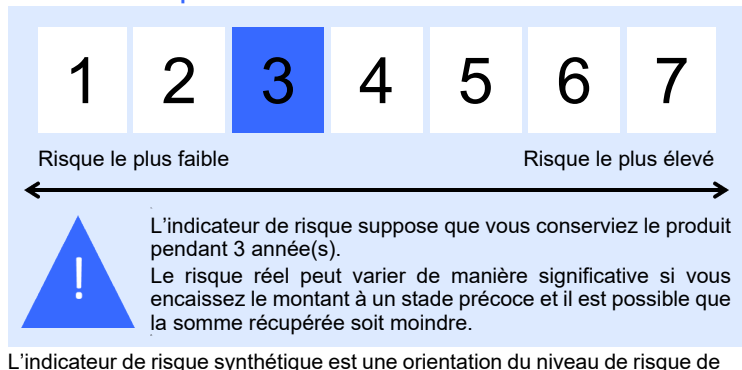 1 2 3 4 5 6 7
Risque le plus faible Risque le plus élevé
!
L'indicateur de risque suppose que vous conserviez le produit
pendant 3 année(s).
Le risque réel peut varier de manière significative si vous
encaissez le montant à un stade précoce et il est possible que
la somme récupérée soit moindre.
L'indicateur de risque synthétique est une orientation du niveau de risque de